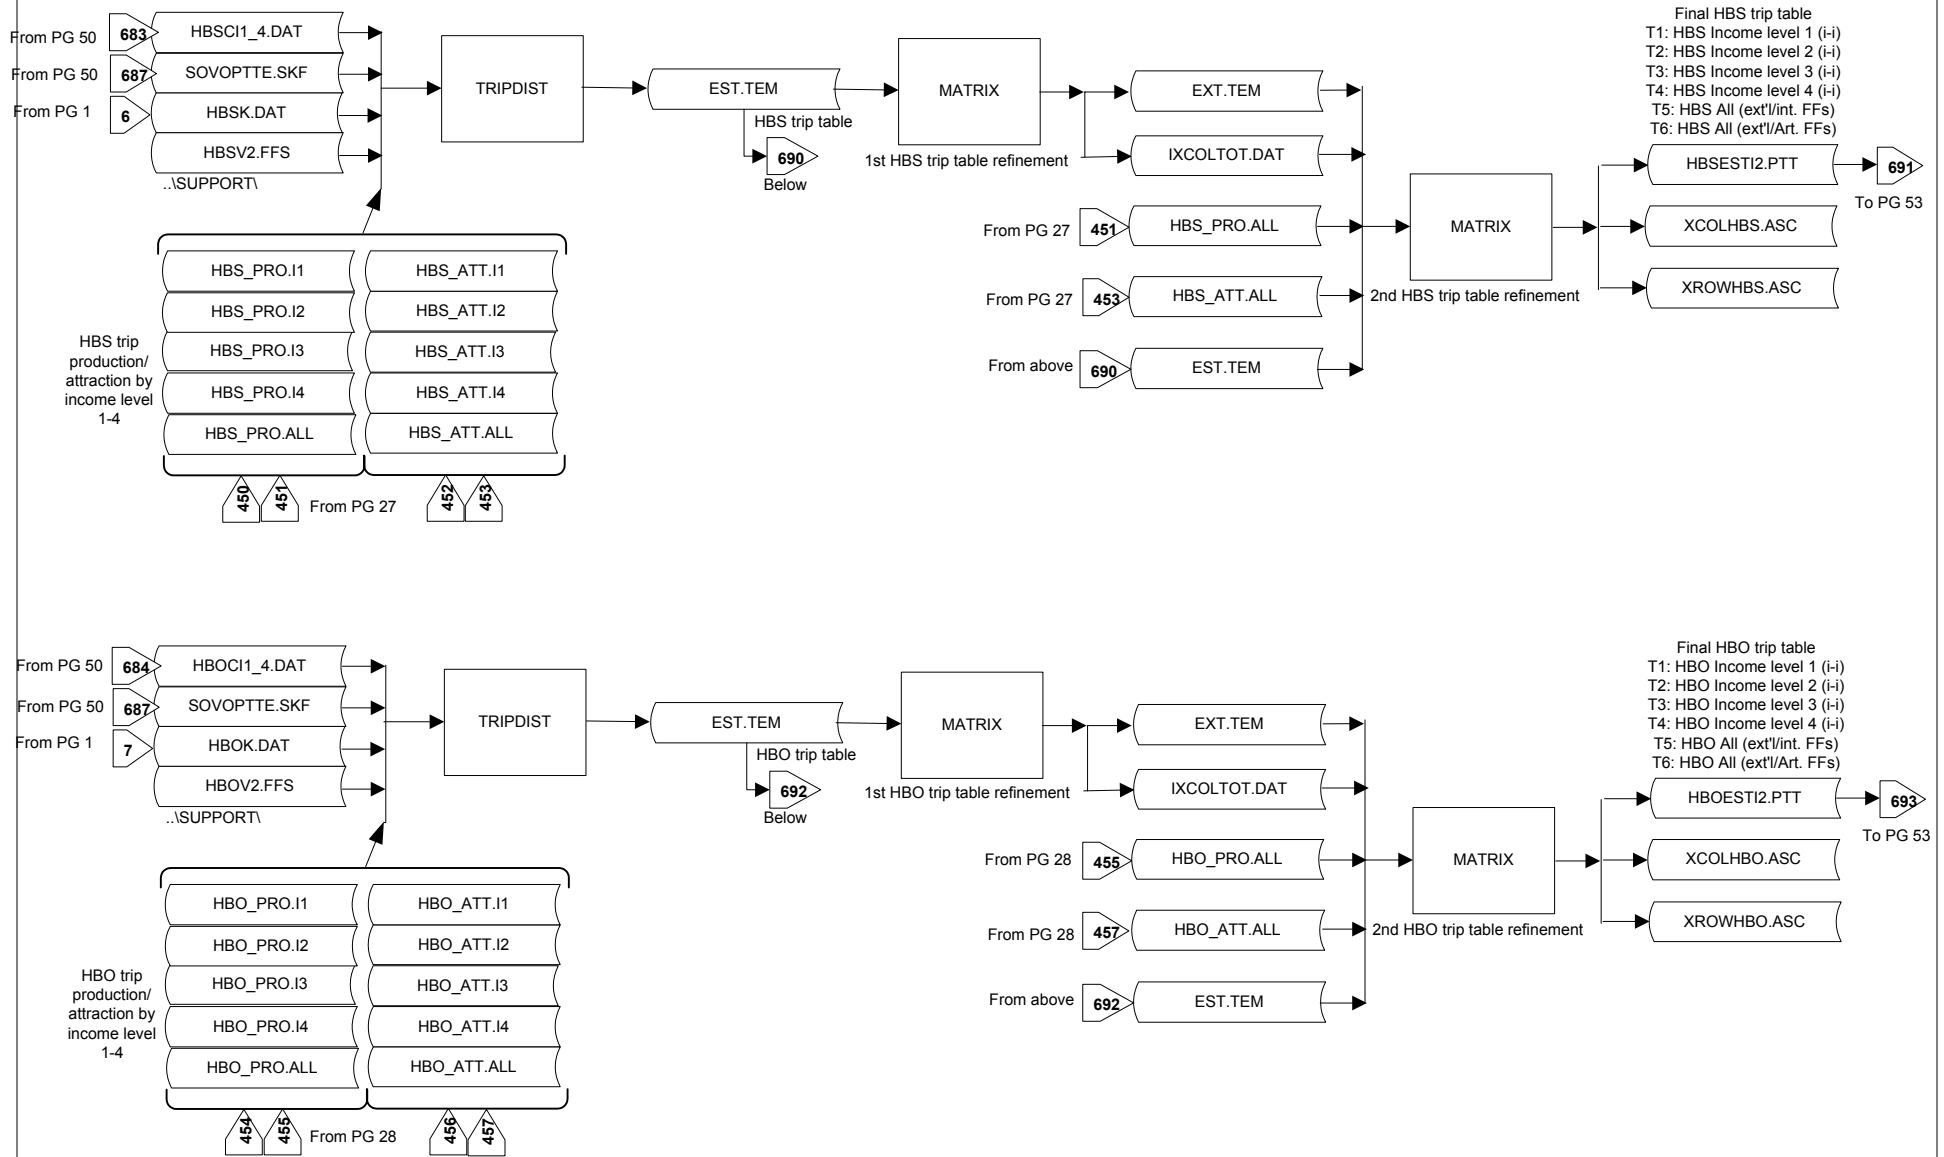 From PG 50
683
HBSCI1_4.DAT
From PG 50
687
SOVOPTTE.SKF
From PG 1
6
HBSK.DAT
HBSV2.FFS
..\SUPPORT\
TRIPDIST
EST.TEM
HBS trip table
690
Below
MATRIX
1st HBS trip table refinement
EXT.TEM
IXCOLTOT.DAT
From PG 27
451
HBS_PRO.ALL
From PG 27
453
HBS_ATT.ALL
From above
690
EST.TEM
MATRIX
2nd HBS trip table refinement
Final HBS trip table
T1: HBS Income level 1 (i-i)
T2: HBS Income level 2 (i-i)
T3: HBS Income level 3 (i-i)
T4: HBS Income level 4 (i-i)
T5: HBS All (ext'l/int. FFs)
T6: HBS All (ext'l/Art. FFs)
HBSESTI2.PTT
691
To PG 53
XCOLHBS.ASC
XROWHBS.ASC
HBS trip
production/
attraction by
income level
1-4
HBS_PRO.I1
HBS_PRO.I2
HBS_PRO.I3
HBS_PRO.I4
HBS_PRO.ALL
HBS_ATT.I1
HBS_ATT.I2
HBS_ATT.I3
HBS_ATT.I4
HBS_ATT.ALL
450
451
From PG 27
452
453
From PG 50
684
HBOCI1_4.DAT
From PG 50
687
SOVOPTTE.SKF
From PG 1
7
HBOK.DAT
HBOV2.FFS
..\SUPPORT\
TRIPDIST
EST.TEM
HBO trip table
692
Below
MATRIX
1st HBO trip table refinement
EXT.TEM
IXCOLTOT.DAT
From PG 28
455
HBO_PRO.ALL
From PG 28
457
HBO_ATT.ALL
From above
692
EST.TEM
MATRIX
2nd HBO trip table refinement
Final HBO trip table
T1: HBO Income level 1 (i-i)
T2: HBO Income level 2 (i-i)
T3: HBO Income level 3 (i-i)
T4: HBO Income level 4 (i-i)
T5: HBO All (ext'l/int. FFs)
T6: HBO All (ext'l/Art. FFs)
HBOESTI2.PTT
693
To PG 53
XCOLHBO.ASC
XROWHBO.ASC
HBO trip
production/
attraction by
income level
1-4
HBO_PRO.I1
HBO_PRO.I2
HBO_PRO.I3
HBO_PRO.I4
HBO_PRO.ALL
HBO_ATT.I1
HBO_ATT.I2
HBO_ATT.I3
HBO_ATT.I4
HBO_ATT.ALL
454
455
From PG 28
456
457